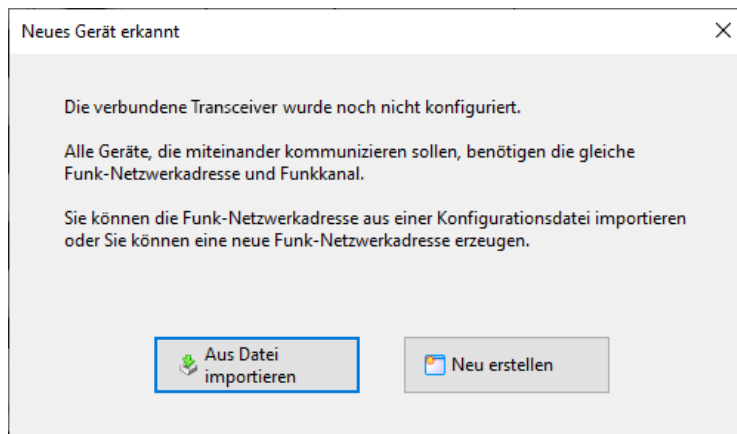 Neues Gerät erkannt
Die verbundene Transceiver wurde noch nicht konfiguriert.
Alle Geräte, die miteinander kommunizieren sollen, benötigen die gleiche
Funk-Netzwerkadresse und Funkkanal.
Sie können die Funk-Netzwerkadresse aus einer Konfigurationsdatei importieren
oder Sie können eine neue Funk-Netzwerkadresse erzeugen.
Aus Datei
importieren
Neu erstellen